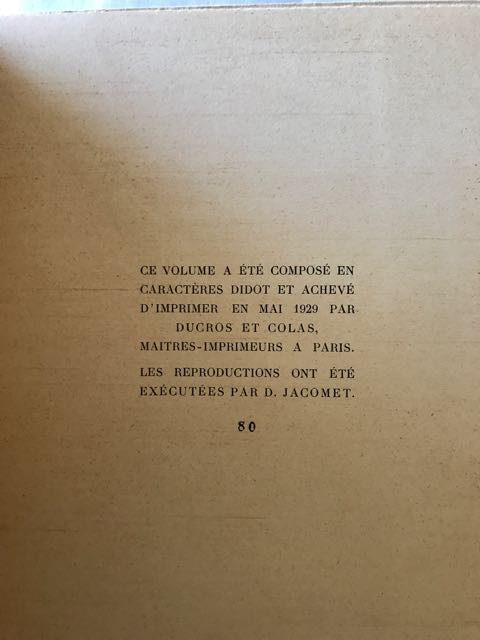 CE VOLUME A ÉTÉ COMPOSÉ EN
CARACTÈRES DIDOT ET ACHEVÉ
D'IMPRIMER EN MAI 1929 PAR
DUCROS ET COLAS,
MAITRES-IMPRIMEURS A PARIS.
LES REPRODUCTIONS ONT ÉTÉ
EXÉCUTÉES PAR D. JACOMET.
80